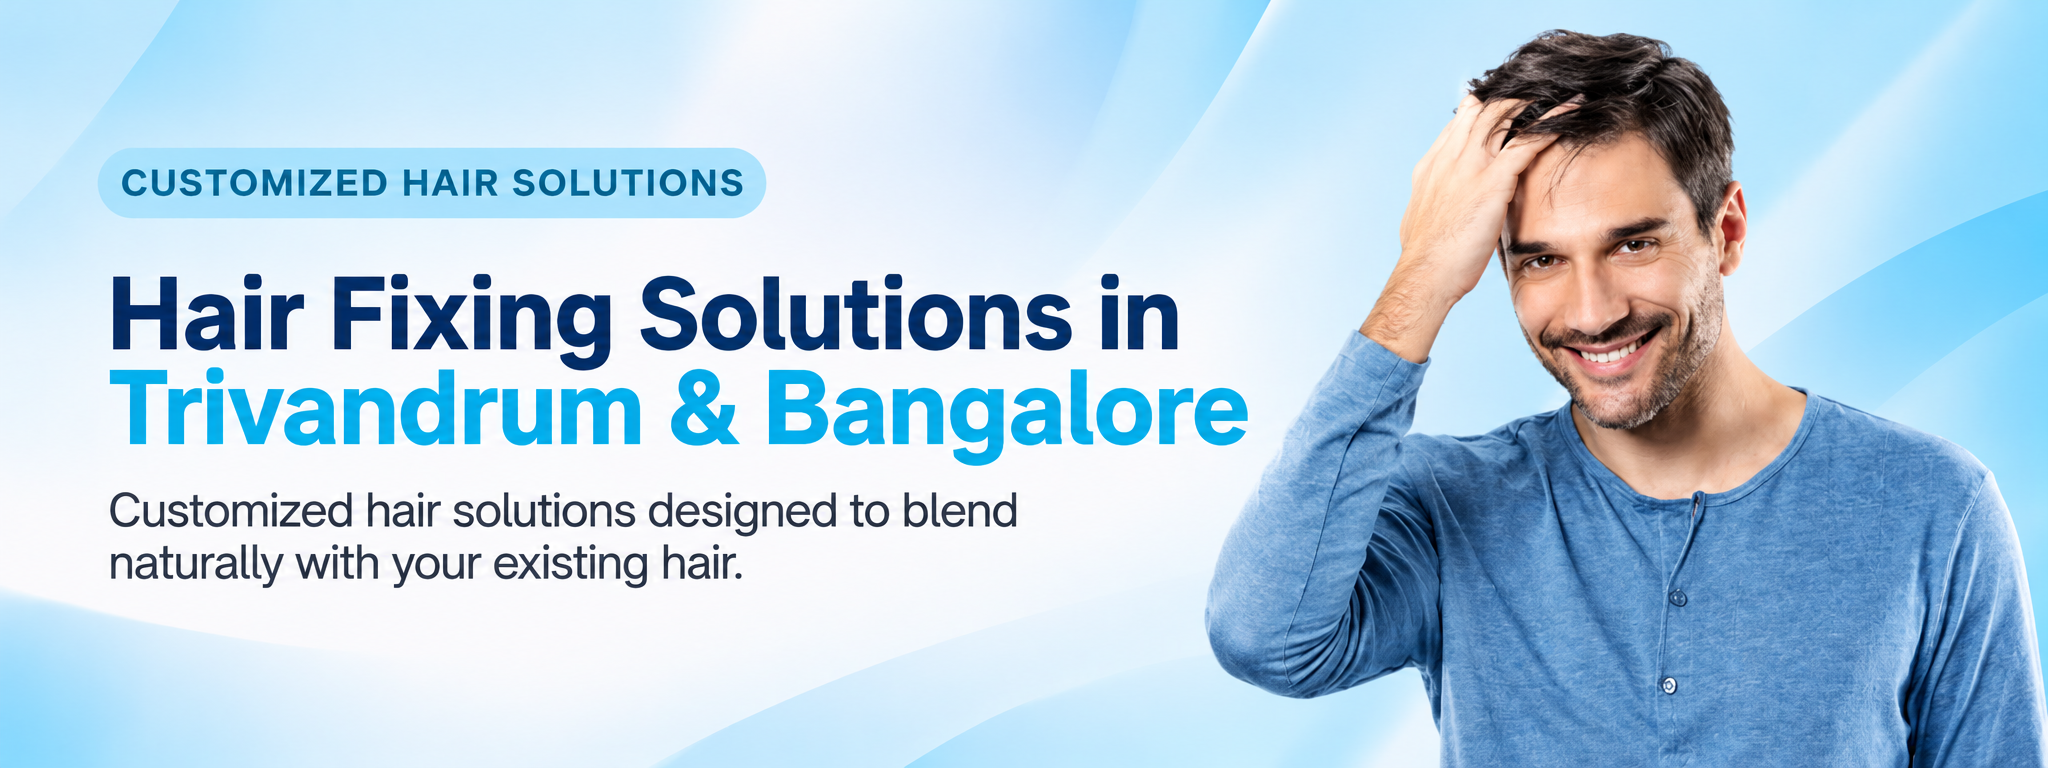 CUSTOMIZED HAIR SOLUTIONS
Hair Fixing Solutions in
Trivandrum & Bangalore
Customized hair solutions designed to blend
naturally with your existing hair.